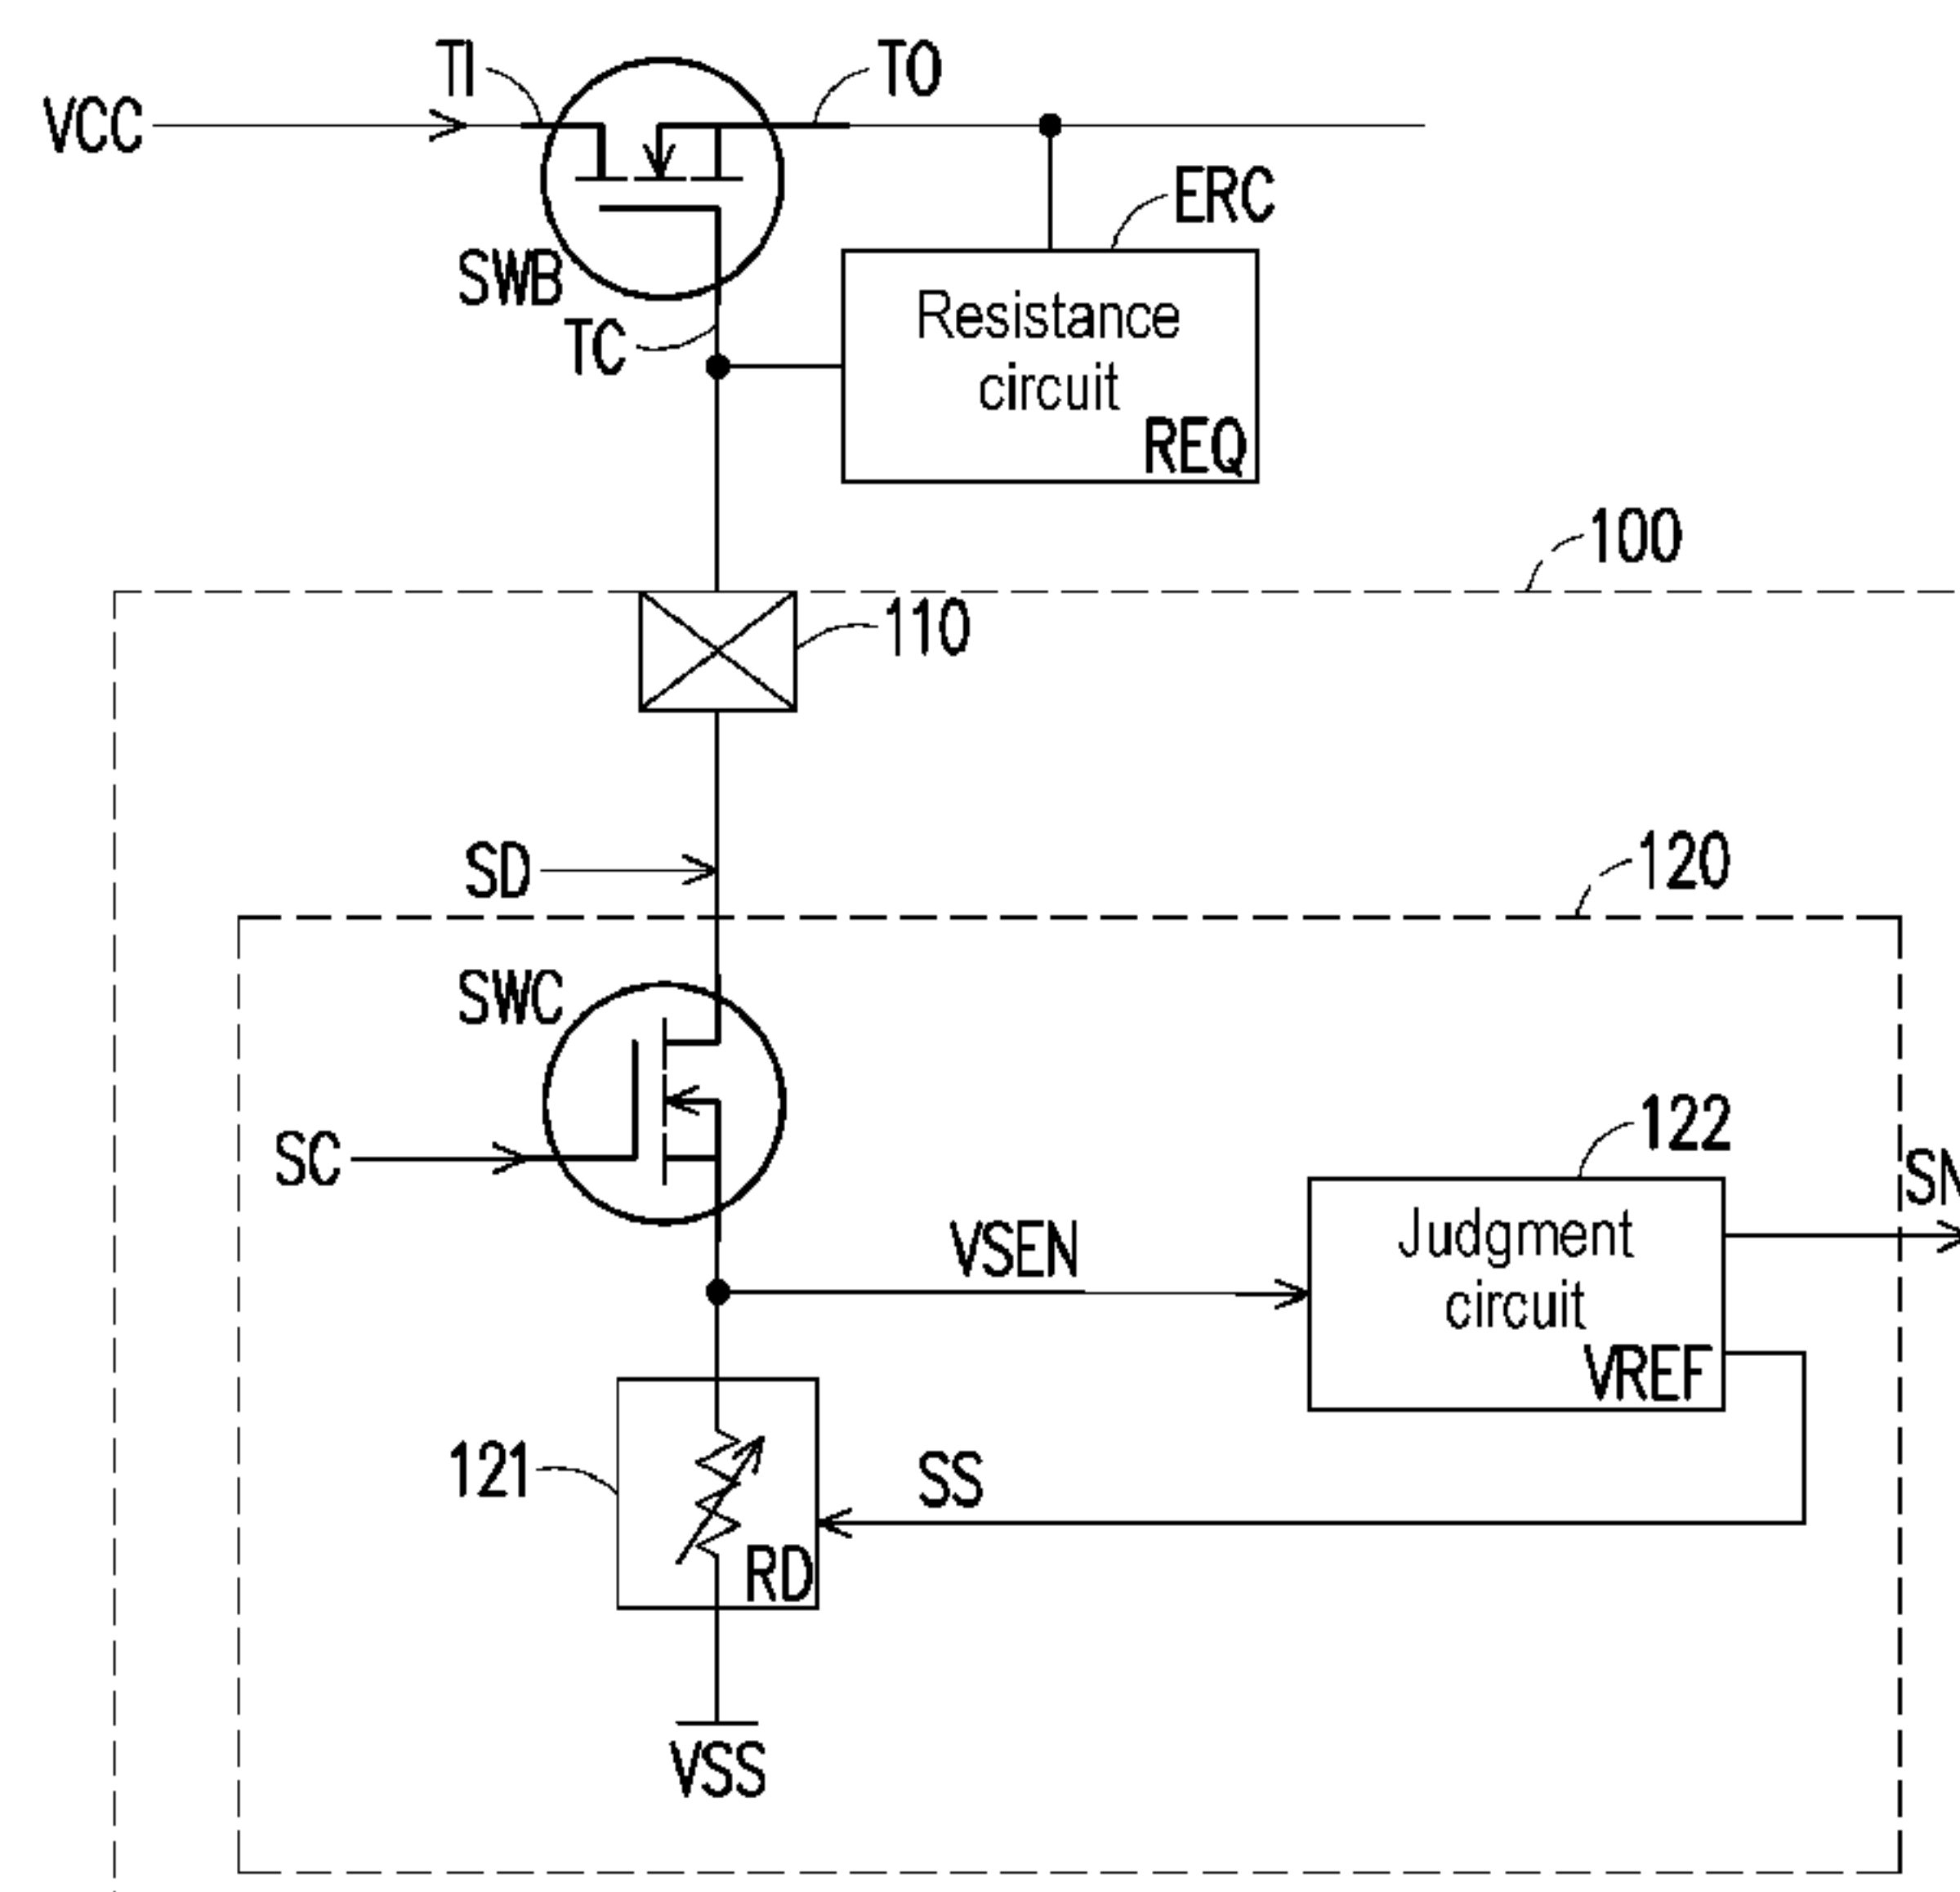 TI
TO
VCC
ERC
SWB
Resistance
circuit
TC
REQ
100
110
120
SD
SWC
122
SC
Judgment
circuit
VSEN
VREF
121
SS
RD
VSS